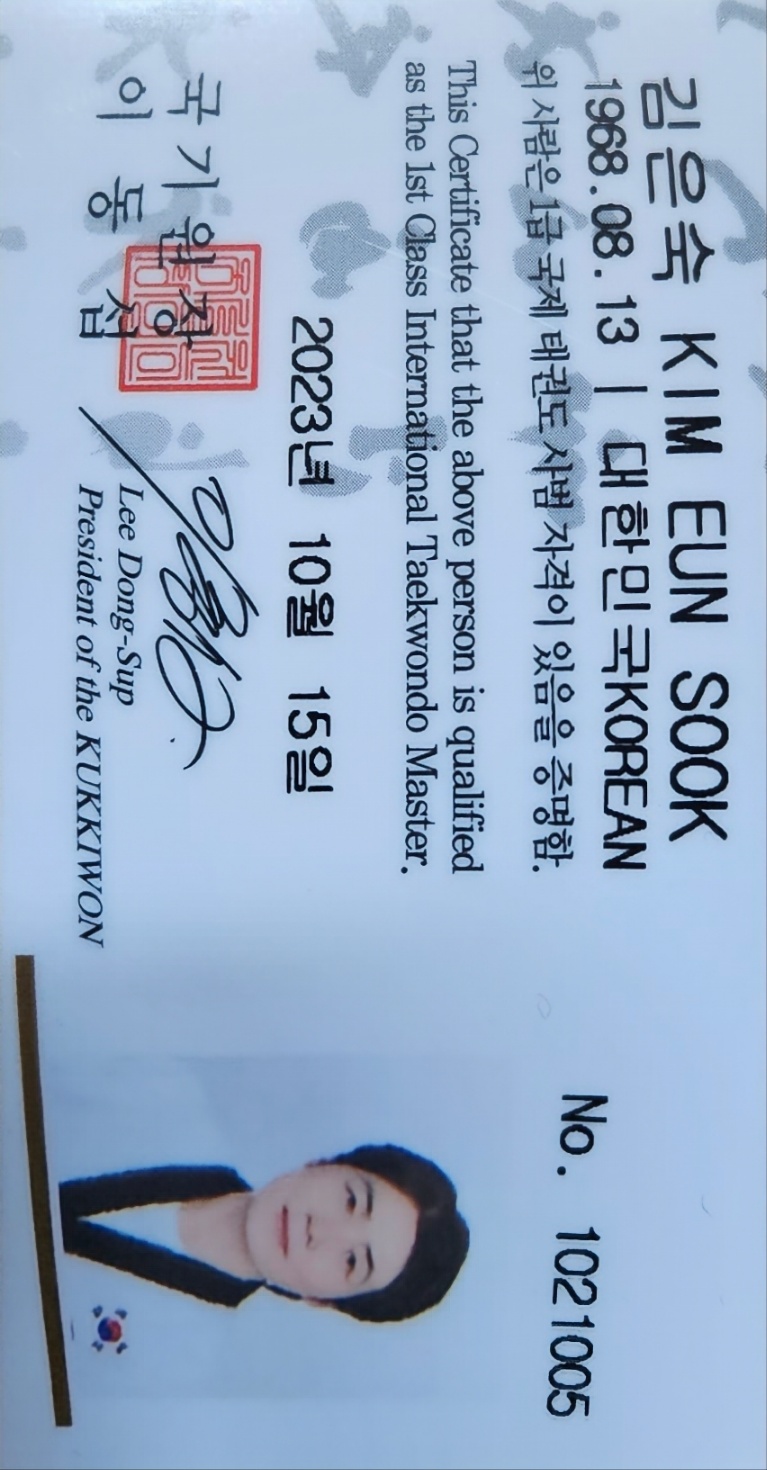 김은숙 KIM EUN SOOK
1968.08.13 | 대한민국KOREAN
No. 1021005
위 사람은 1급 국제 태권도 사범 자격이 있음을 증명함.
This Certificate that the above person is qualified
as the 1st Class International Taekwondo Master.
2023년 10월 15일
국 기 원 장
이 동 섭
Lee Dong-Sup
President of the KUKKIWON